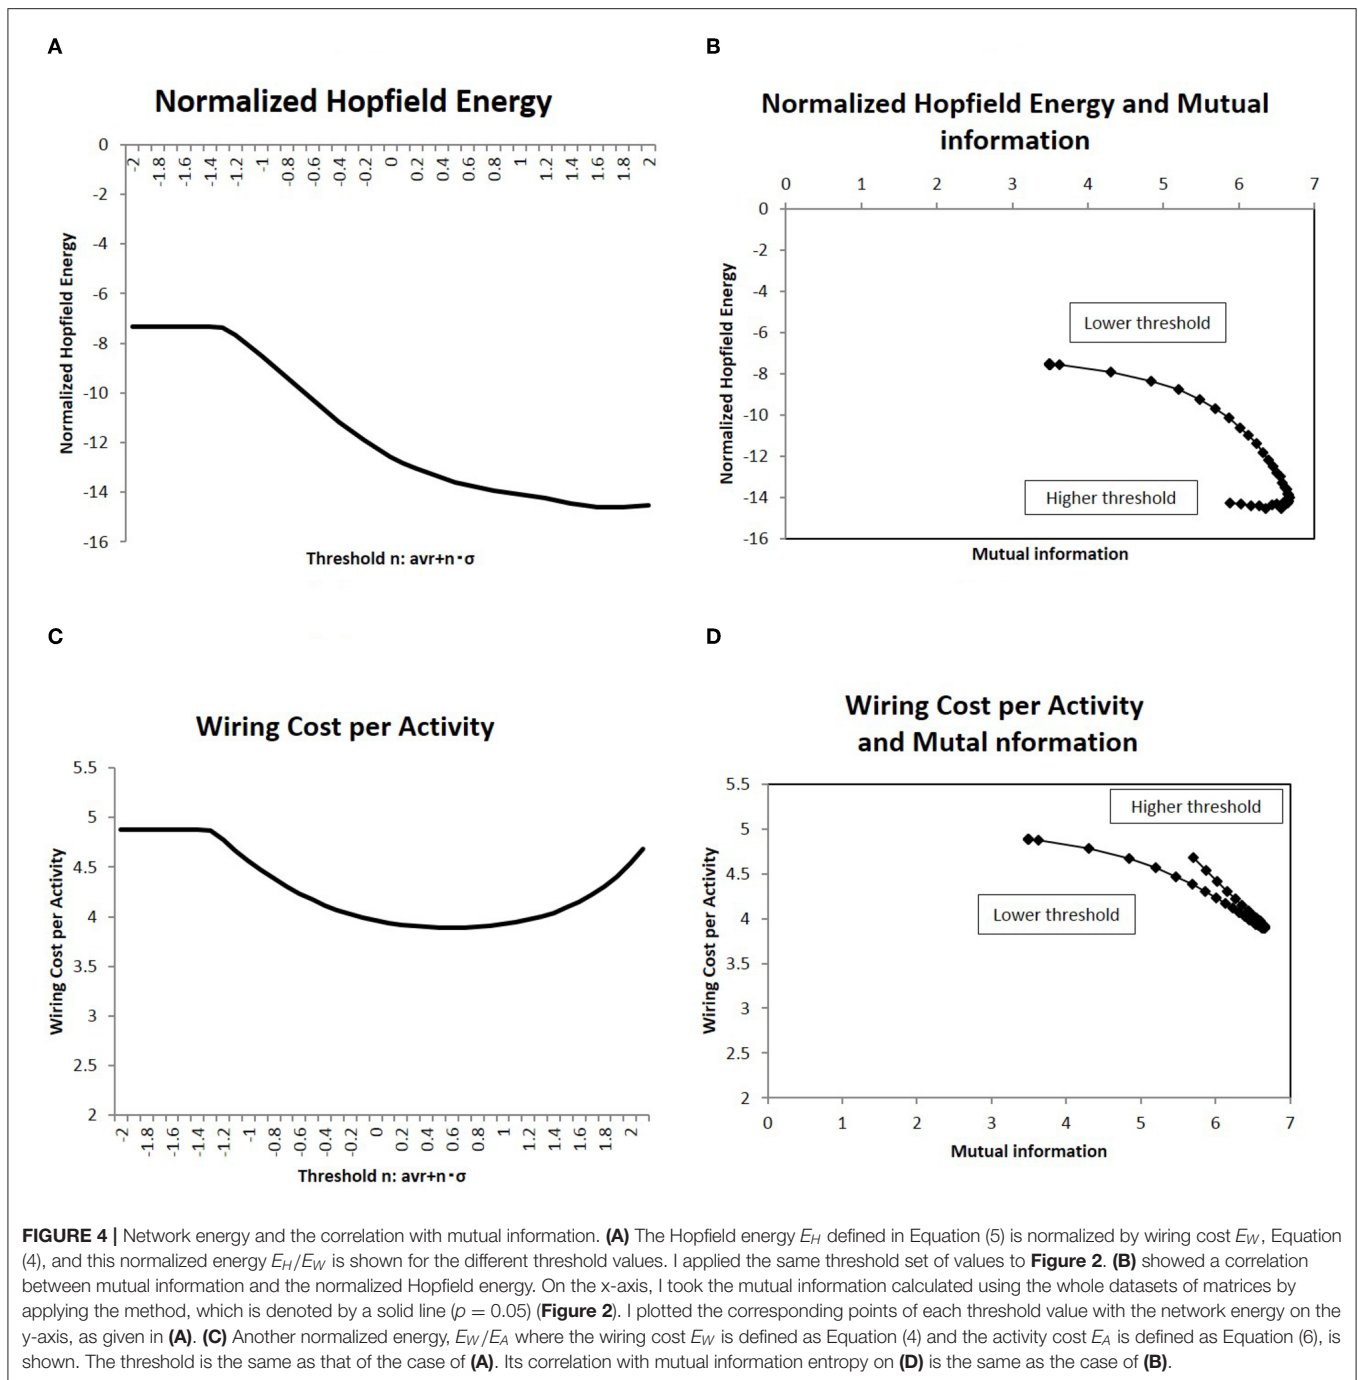 A
Normalized Hopfield Energy
0
-2
-4
-6
-8
-10
-12
-14
-16
-2
-1.8
-1.6
-1.4
-1.2
-1
-0.8
-0.6
-0.4
-0.2
0
0.2
0.4
0.6
0.8
1
1.2
1.4
1.6
1.8
2
Normalized Hopfield Energy
Threshold n: avr+n・σ
B
Normalized Hopfield Energy and Mutual
information
0 1 2 3 4 5 6 7
0
-2
-4
-6
-8
-10
-12
-14
-16
Normalized Hopfield Energy
Lower threshold
Higher threshold
Mutual information
C
Wiring Cost per Activity
5.5
5
4.5
4
3.5
3
2.5
2
Wiring Cost per Activity
-2
-1.8
-1.6
-1.4
-1.2
-1
-0.8
-0.6
-0.4
-0.2
0
0.2
0.4
0.6
0.8
1
1.2
1.4
1.6
1.8
2
Threshold n: avr+n・σ
D
Wiring Cost per Activity
and Mutal nformation
5.5
5
4.5
4
3.5
3
2.5
2
Wiring Cost per Activity
Higher threshold
Lower threshold
0 1 2 3 4 5 6 7
Mutual information
FIGURE 4 | Network energy and the correlation with mutual information. (A) The Hopfield energy E_H defined in Equation (5) is normalized by wiring cost E_W, Equation
(4), and this normalized energy E_H/E_W is shown for the different threshold values. I applied the same threshold set of values to Figure 2. (B) showed a correlation
between mutual information and the normalized Hopfield energy. On the x-axis, I took the mutual information calculated using the whole datasets of matrices by
applying the method, which is denoted by a solid line (p = 0.05) (Figure 2). I plotted the corresponding points of each threshold value with the network energy on the
y-axis, as given in (A). (C) Another normalized energy, E_W/E_A where the wiring cost E_W is defined as Equation (4) and the activity cost E_A is defined as Equation (6), is
shown. The threshold is the same as that of the case of (A). Its correlation with mutual information entropy on (D) is the same as the case of (B).